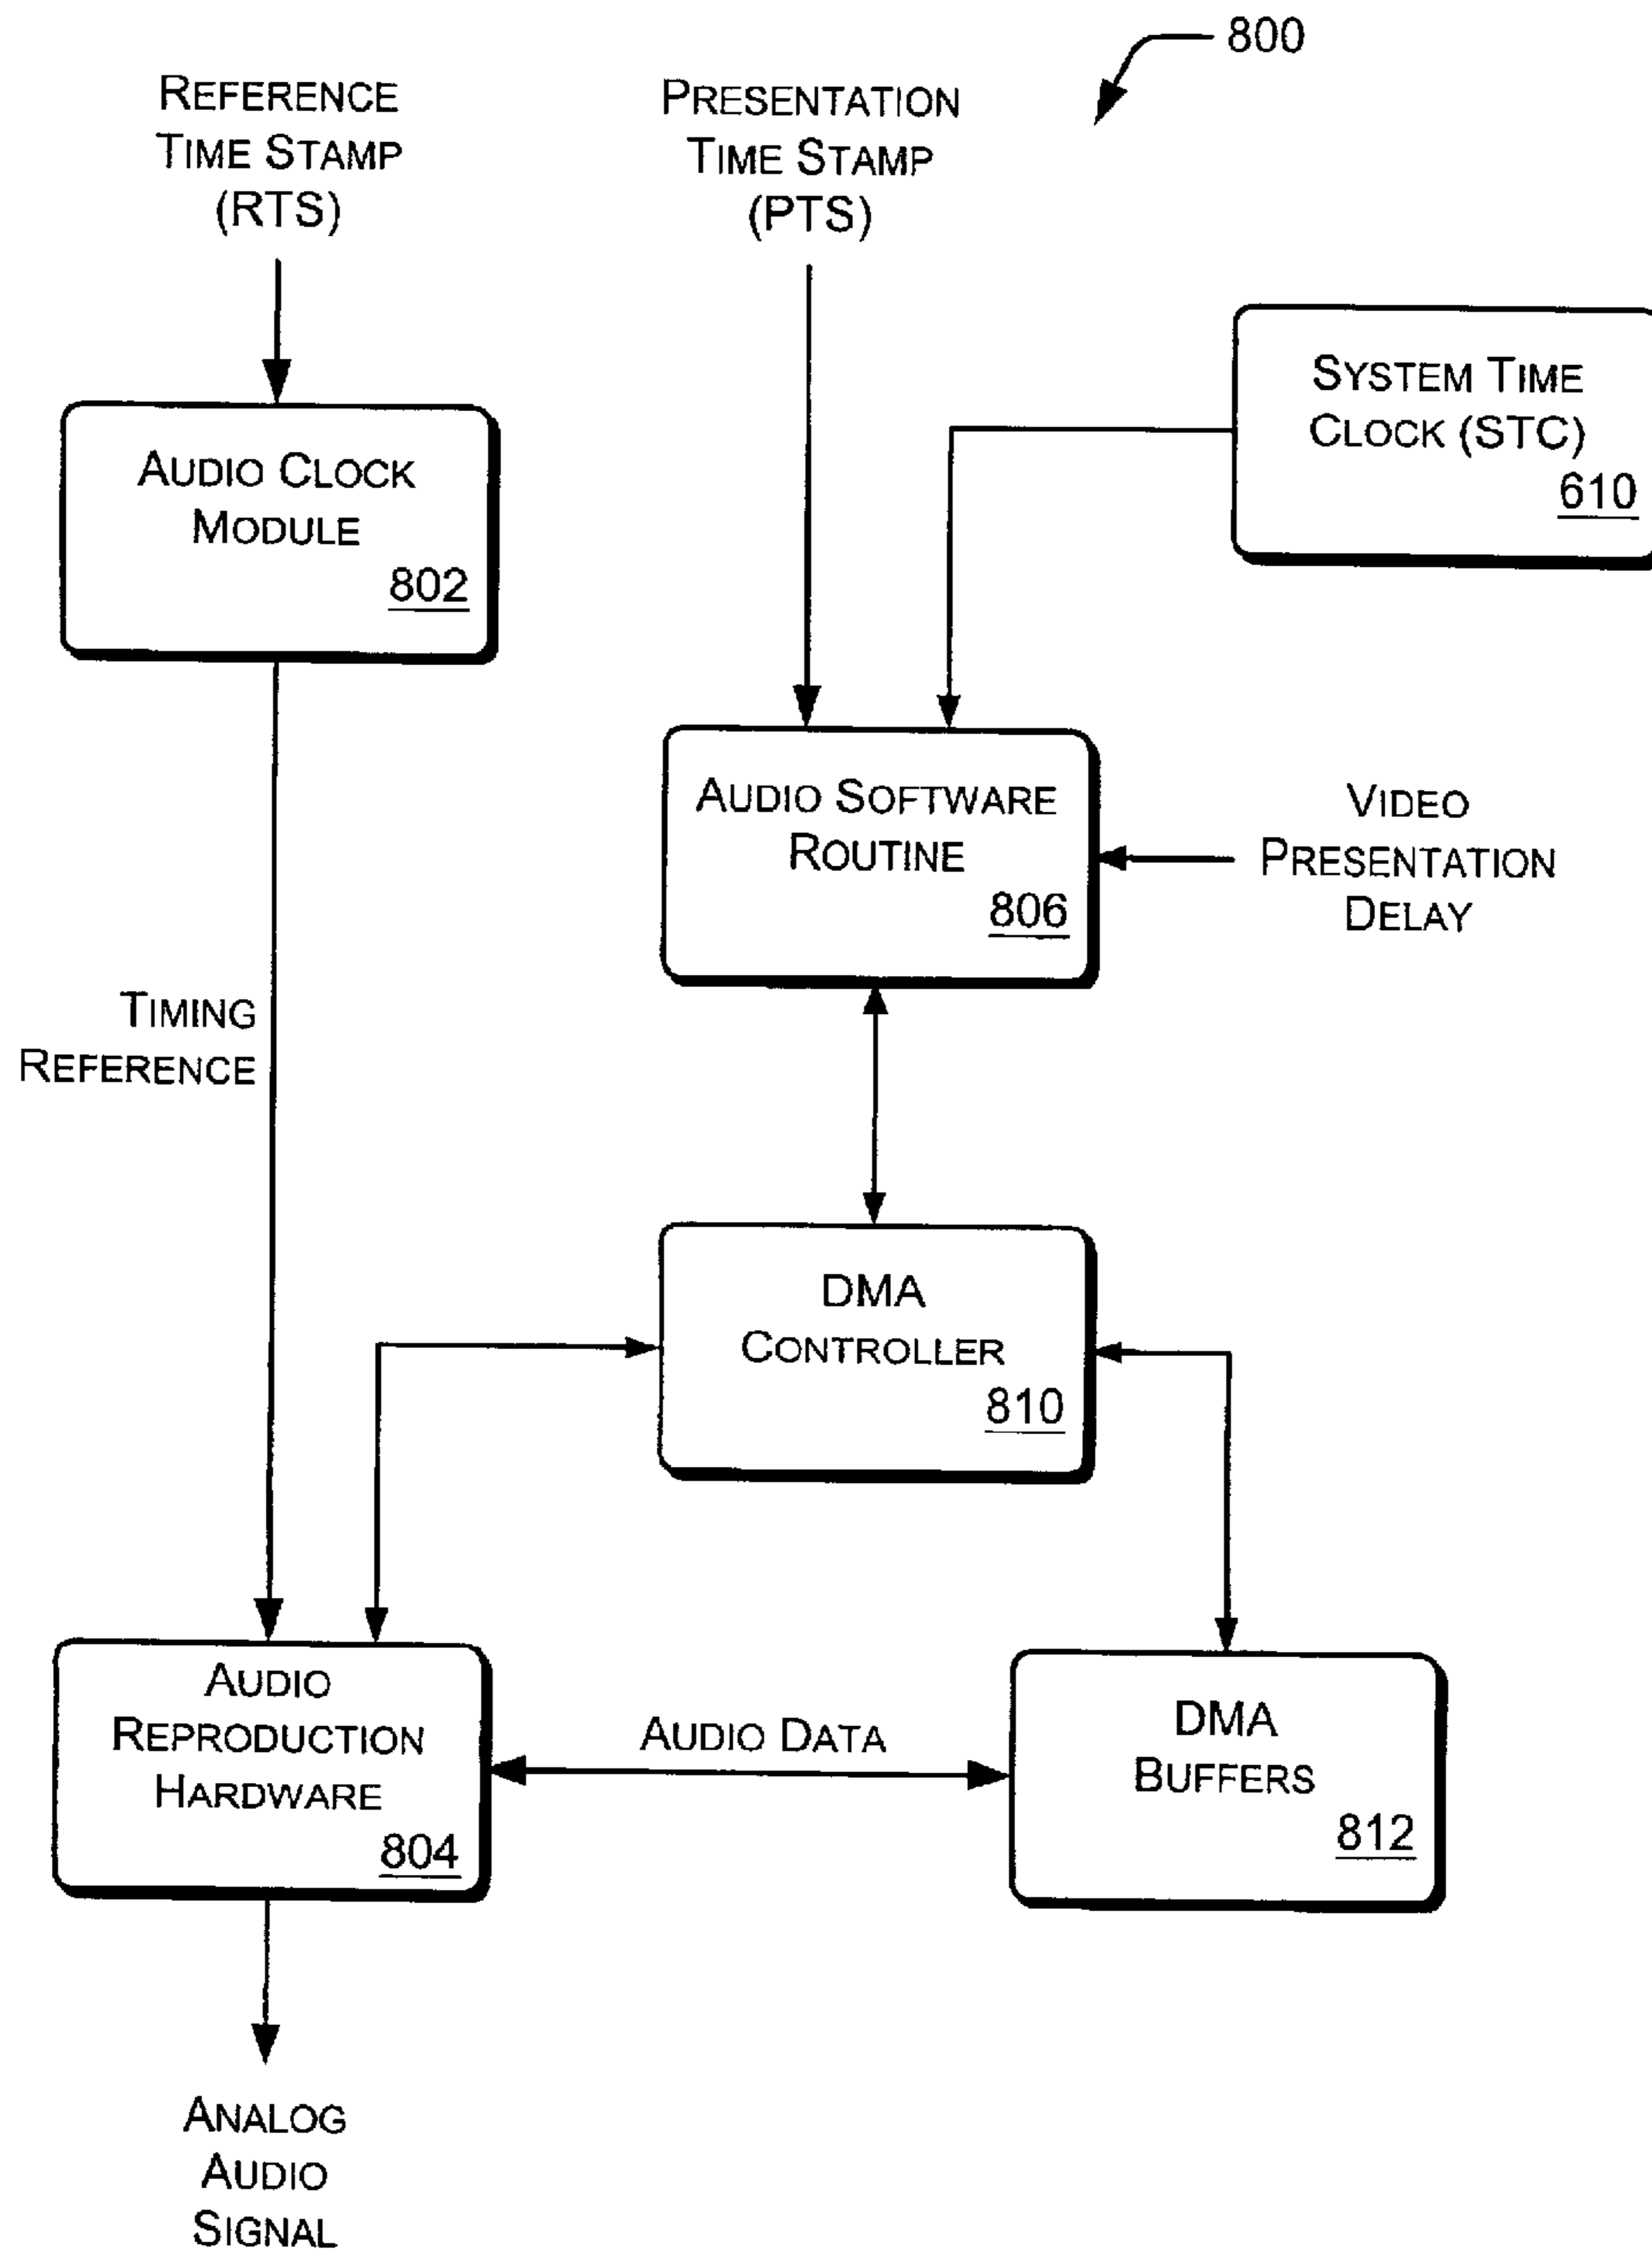 800
REFERENCE
TIME STAMP
(RTS)
PRESENTATION
TIME STAMP
(PTS)
SYSTEM TIME
CLOCK (STC)
610
AUDIO CLOCK
MODULE
802
AUDIO SOFTWARE
ROUTINE
806
VIDEO
PRESENTATION
DELAY
TIMING
REFERENCE
DMA
CONTROLLER
810
AUDIO
REPRODUCTION
HARDWARE
804
AUDIO DATA
DMA
BUFFERS
812
ANALOG
AUDIO
SIGNAL